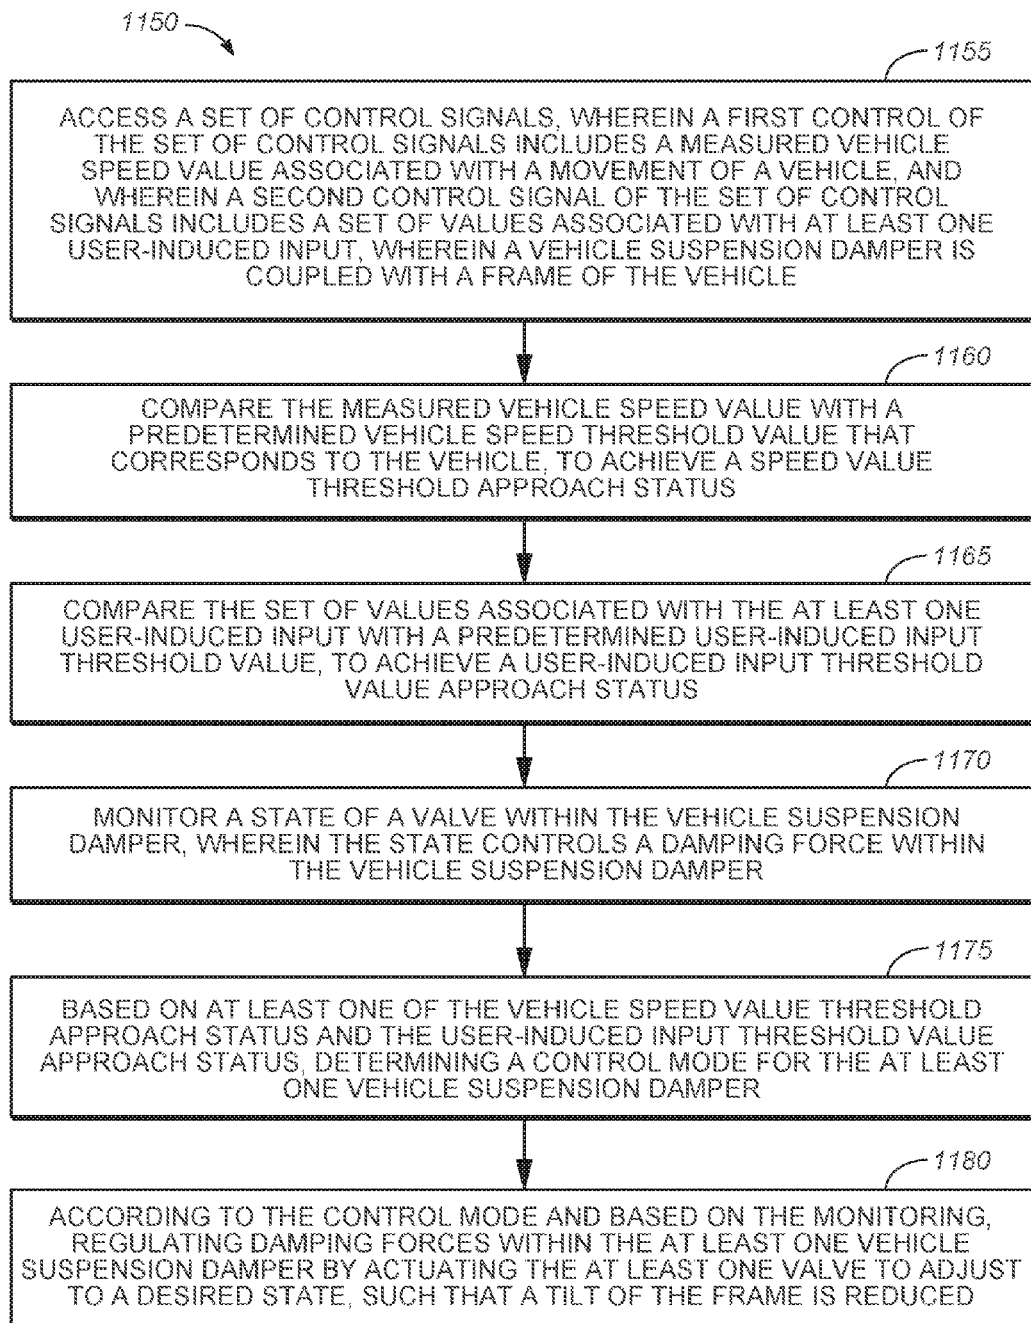 1150
1155
ACCESS A SET OF CONTROL SIGNALS, WHEREIN A FIRST CONTROL OF
THE SET OF CONTROL SIGNALS INCLUDES A MEASURED VEHICLE
SPEED VALUE ASSOCIATED WITH A MOVEMENT OF A VEHICLE, AND
WHEREIN A SECOND CONTROL SIGNAL OF THE SET OF CONTROL
SIGNALS INCLUDES A SET OF VALUES ASSOCIATED WITH AT LEAST ONE
USER-INDUCED INPUT, WHEREIN A VEHICLE SUSPENSION DAMPER IS
COUPLED WITH A FRAME OF THE VEHICLE
1160
COMPARE THE MEASURED VEHICLE SPEED VALUE WITH A
PREDETERMINED VEHICLE SPEED THRESHOLD VALUE THAT
CORRESPONDS TO THE VEHICLE, TO ACHIEVE A SPEED VALUE
THRESHOLD APPROACH STATUS
1165
COMPARE THE SET OF VALUES ASSOCIATED WITH THE AT LEAST ONE
USER-INDUCED INPUT WITH A PREDETERMINED USER-INDUCED INPUT
THRESHOLD VALUE, TO ACHIEVE A USER-INDUCED INPUT THRESHOLD
VALUE APPROACH STATUS
1170
MONITOR A STATE OF A VALVE WITHIN THE VEHICLE SUSPENSION
DAMPER, WHEREIN THE STATE CONTROLS A DAMPING FORCE WITHIN
THE VEHICLE SUSPENSION DAMPER
1175
BASED ON AT LEAST ONE OF THE VEHICLE SPEED VALUE THRESHOLD
APPROACH STATUS AND THE USER-INDUCED INPUT THRESHOLD VALUE
APPROACH STATUS, DETERMINING A CONTROL MODE FOR THE AT LEAST
ONE VEHICLE SUSPENSION DAMPER
1180
ACCORDING TO THE CONTROL MODE AND BASED ON THE MONITORING,
REGULATING DAMPING FORCES WITHIN THE AT LEAST ONE VEHICLE
SUSPENSION DAMPER BY ACTUATING THE AT LEAST ONE VALVE TO ADJUST
TO A DESIRED STATE, SUCH THAT A TILT OF THE FRAME IS REDUCED